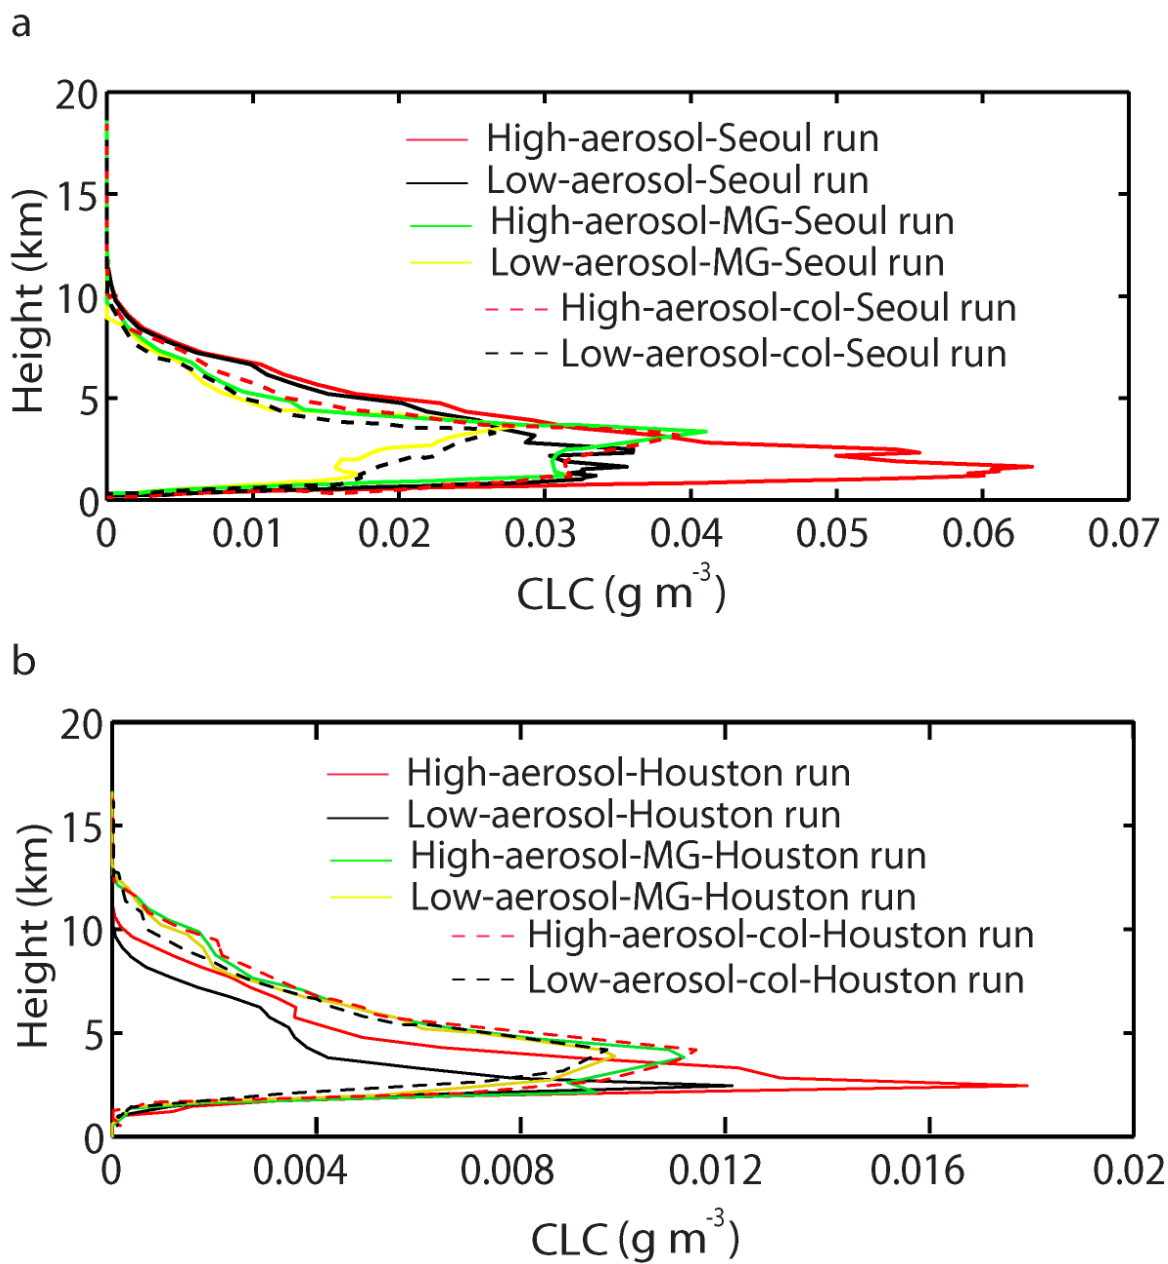 a
20
15
10
5
0
Height (km)
High-aerosol-Seoul run
Low-aerosol-Seoul run
High-aerosol-MG-Seoul run
Low-aerosol-MG-Seoul run
High-aerosol-col-Seoul run
Low-aerosol-col-Seoul run
0 0.01 0.02 0.03 0.04 0.05 0.06 0.07
CLC (g m⁻³)
b
20
15
10
5
0
Height (km)
High-aerosol-Houston run
Low-aerosol-Houston run
High-aerosol-MG-Houston run
Low-aerosol-MG-Houston run
High-aerosol-col-Houston run
Low-aerosol-col-Houston run
0 0.004 0.008 0.012 0.016 0.02
CLC (g m⁻³)